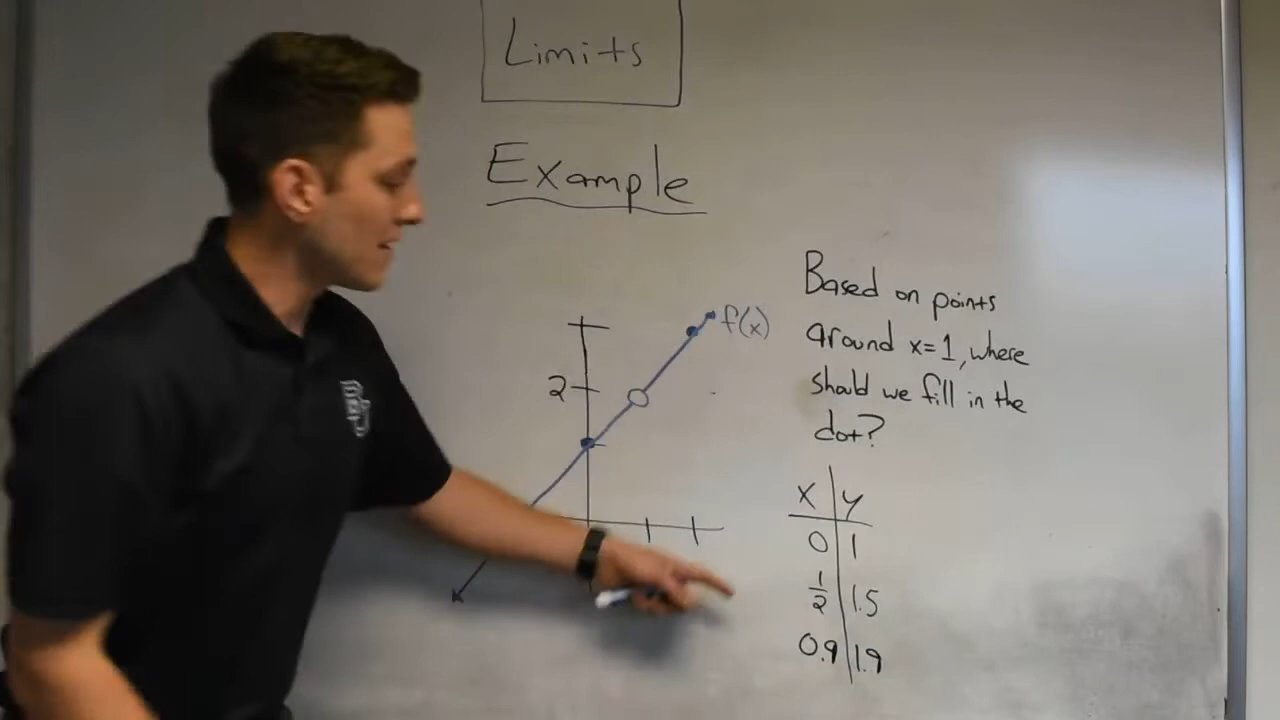 Limits
Example
2
f(x)
Based on points
around x=1, where
should we fill in the
dot?
x y
0 1
1/2 1.5
0.9 1.9
BU